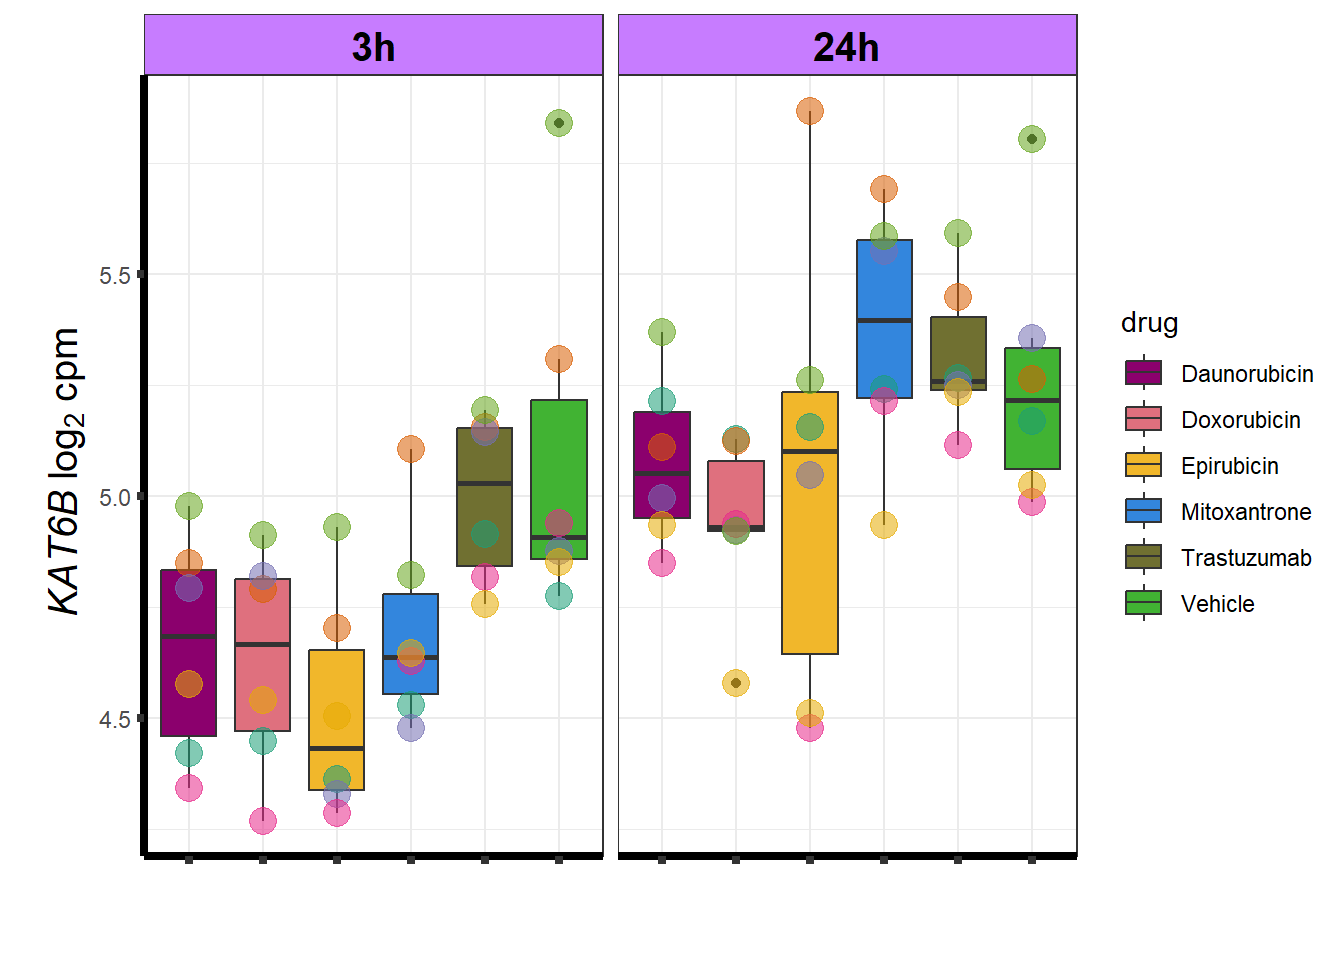 3h
24h
5.5
5.0
4.5
KAT6B log2 cpm
drug
Daunorubicin
Doxorubicin
Epirubicin
Mitoxantrone
Trastuzumab
Vehicle